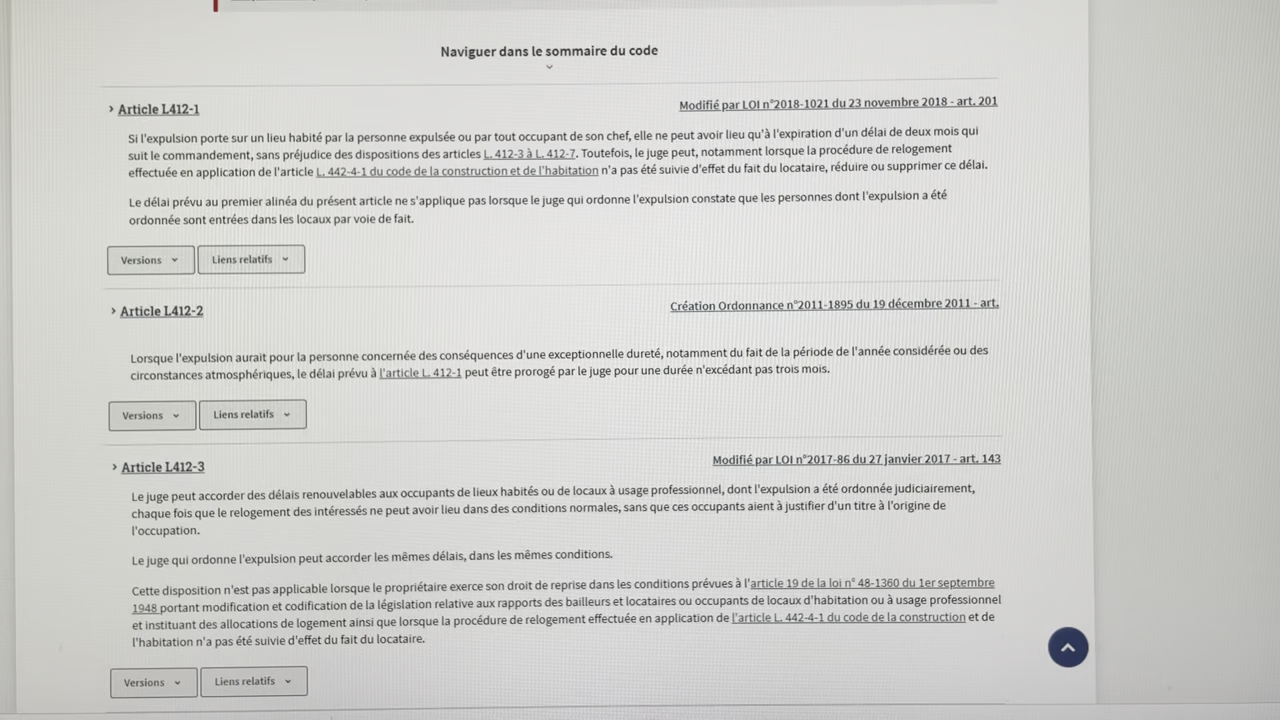 Naviguer dans le sommaire du code
Article L412-1
Modifié par LOI n°2018-1021 du 23 novembre 2018 - art. 201
Si l'expulsion porte sur un lieu habité par la personne expulsée ou par tout occupant de son chef, elle ne peut avoir lieu qu'à l'expiration d'un délai de deux mois qui
suit le commandement, sans préjudice des dispositions des articles L. 412-3 à L. 412-7. Toutefois, le juge peut, notamment lorsque la procédure de relogement
effectuée en application de l'article L. 442-4-1 du code de la construction et de l'habitation n'a pas été suivie d'effet du fait du locataire, réduire ou supprimer ce délai.
Le délai prévu au premier alinéa du présent article ne s'applique pas lorsque le juge qui ordonne l'expulsion constate que les personnes dont l'expulsion a été
ordonnée sont entrées dans les locaux par voie de fait.
Versions
Liens relatifs
Article L412-2
Création Ordonnance n°2011-1895 du 19 décembre 2011 - art.
Lorsque l'expulsion aurait pour la personne concernée des conséquences d'une exceptionnelle dureté, notamment du fait de la période de l'année considérée ou des
circonstances atmosphériques, le délai prévu à l'article L. 412-1 peut être prorogé par le juge pour une durée n'excédant pas trois mois.
Versions
Liens relatifs
Article L412-3
Modifié par LOI n°2017-86 du 27 janvier 2017 - art. 143
Le juge peut accorder des délais renouvelables aux occupants de lieux habités ou de locaux à usage professionnel, dont l'expulsion a été ordonnée judiciairement,
chaque fois que le relogement des intéressés ne peut avoir lieu dans des conditions normales, sans que ces occupants aient à justifier d'un titre à l'origine de
l'occupation.
Le juge qui ordonne l'expulsion peut accorder les mêmes délais, dans les mêmes conditions.
Cette disposition n'est pas applicable lorsque le propriétaire exerce son droit de reprise dans les conditions prévues à l'article 19 de la loi n° 48-1360 du 1er septembre
1948 portant modification et codification de la législation relative aux rapports des bailleurs et locataires ou occupants de locaux d'habitation ou à usage professionnel
et instituant des allocations de logement ainsi que lorsque la procédure de relogement effectuée en application de l'article L. 442-4-1 du code de la construction et de
l'habitation n'a pas été suivie d'effet du fait du locataire.
Versions
Liens relatifs